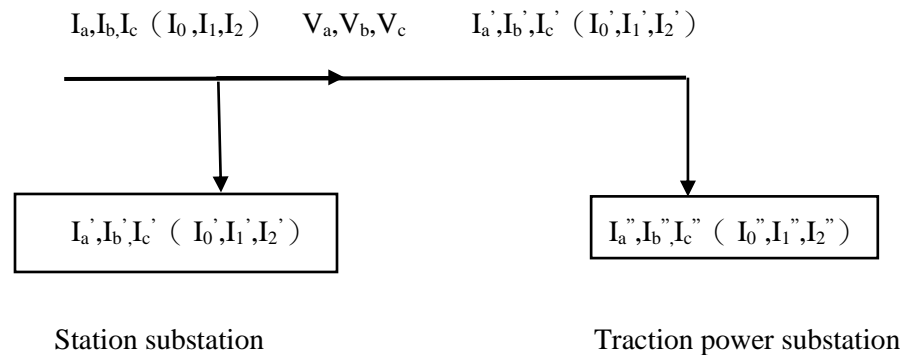 Ia,Ib,Ic（I0,I1,I2） Va,Vb,Vc Ia’,Ib’,Ic’（I0’,I1’,I2’）
Ia’,Ib’,Ic’（ I0’,I1’,I2’） Ia”,Ib”,Ic”（ I0”,I1”,I2”）
Station substation Traction power substation